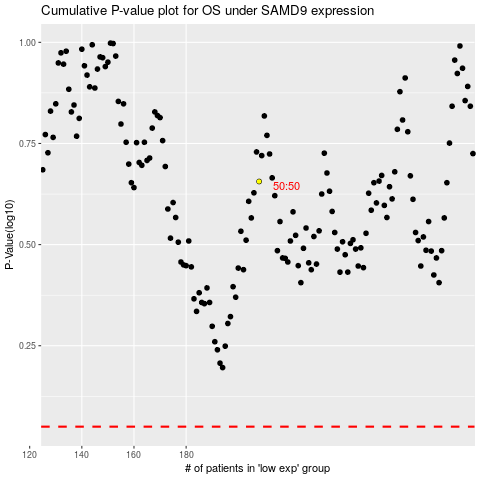 Cumulative P-value plot for OS under SAMD9 expression
P-Value(log10)
1.00
0.75
0.50
0.25
50:50
120 140 160 180
# of patients in 'low exp' group